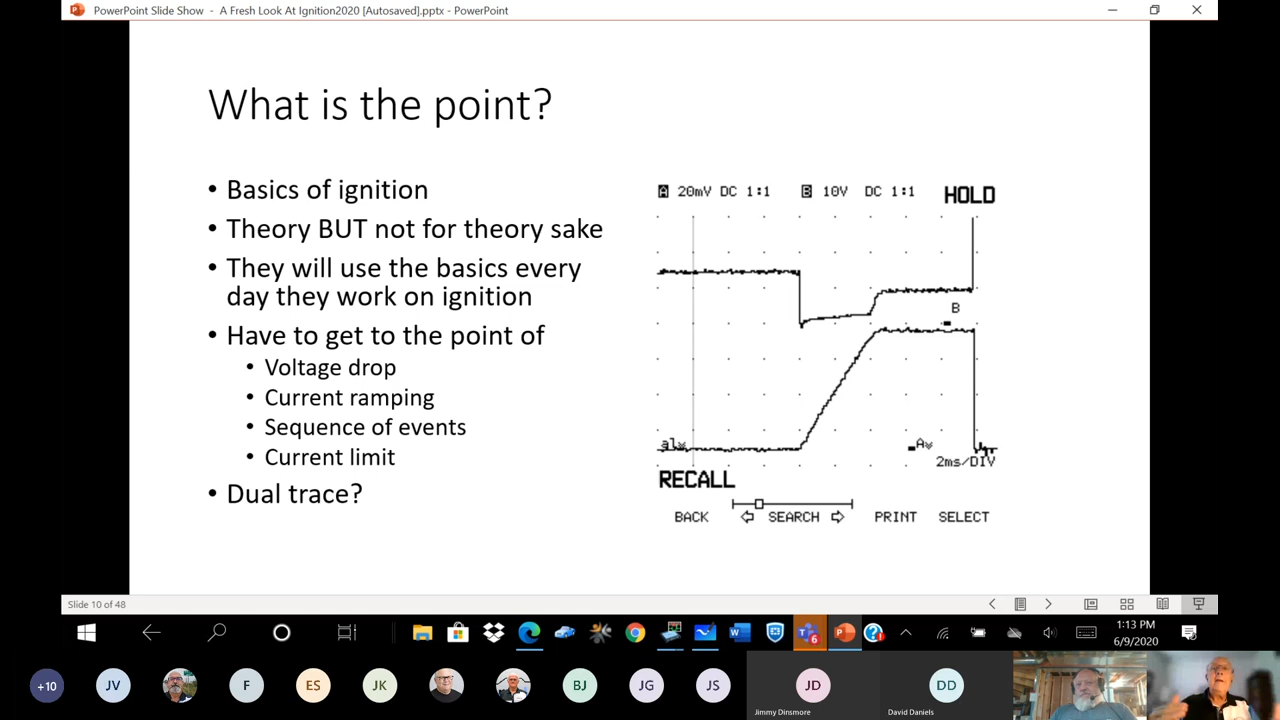 PowerPoint Slide Show - A Fresh Look At Ignition2020 [Autosaved].pptx - PowerPoint
What is the point?
• Basics of ignition
• Theory BUT not for theory sake
• They will use the basics every
day they work on ignition
• Have to get to the point of
• Voltage drop
• Current ramping
• Sequence of events
• Current limit
• Dual trace?
A 20mV DC 1:1 B 10V DC 1:1 HOLD
B
A
2ms/DIV
RECALL
BACK SEARCH PRINT SELECT
Slide 10 of 48
1:13 PM
6/9/2020
6
+10 JV F ES JK BJ JG JS JD DD
Jimmy Dinsmore David Daniels